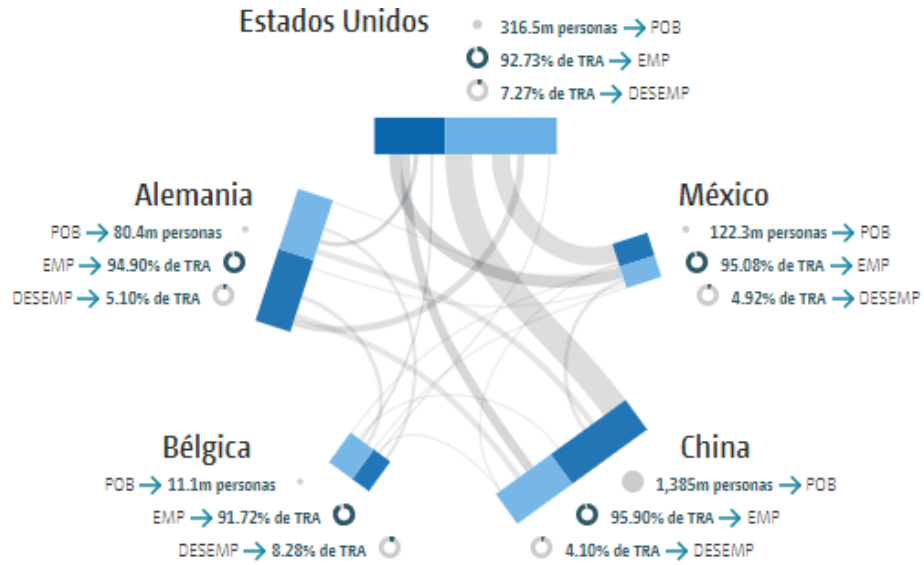 Estados Unidos
316.5m personas → POB
92.73% de TRA → EMP
7.27% de TRA → DESEMP
Alemania
POB → 80.4m personas
EMP → 94.90% de TRA
DESEMP → 5.10% de TRA
México
122.3m personas → POB
95.08% de TRA → EMP
4.92% de TRA → DESEMP
Bélgica
POB → 11.1m personas
EMP → 91.72% de TRA
DESEMP → 8.28% de TRA
China
1,385m personas → POB
95.90% de TRA → EMP
4.10% de TRA → DESEMP